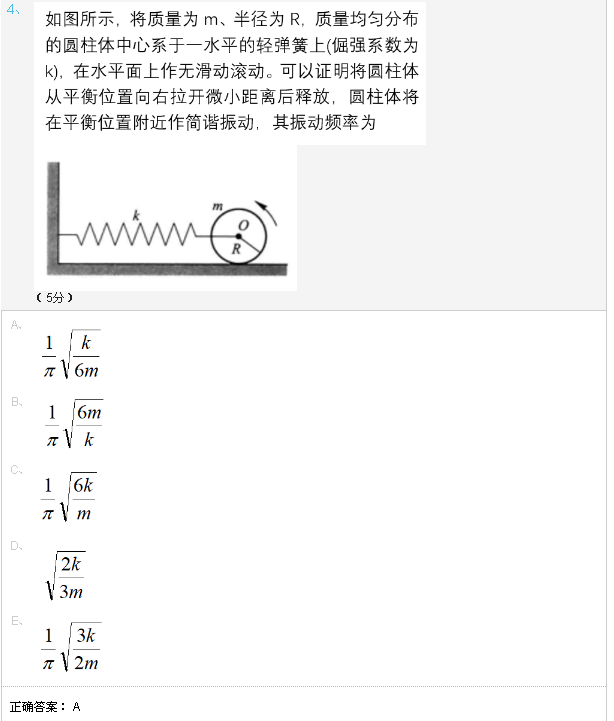 4、
如图所示，将质量为 m、半径为 R，质量均匀分布
的圆柱体中心系于一水平的轻弹簧上(倔强系数为
k)，在水平面上作无滑动滚动。可以证明将圆柱体
从平衡位置向右拉开微小距离后释放，圆柱体将
在平衡位置附近作简谐振动，其振动频率为
k
m
O
R
（ 5分 ）
A、
1/π √(k/6m)
B、
1/π √(6m/k)
C、
1/π √(6k/m)
D、
√(2k/3m)
E、
1/π √(3k/2m)
正确答案： A